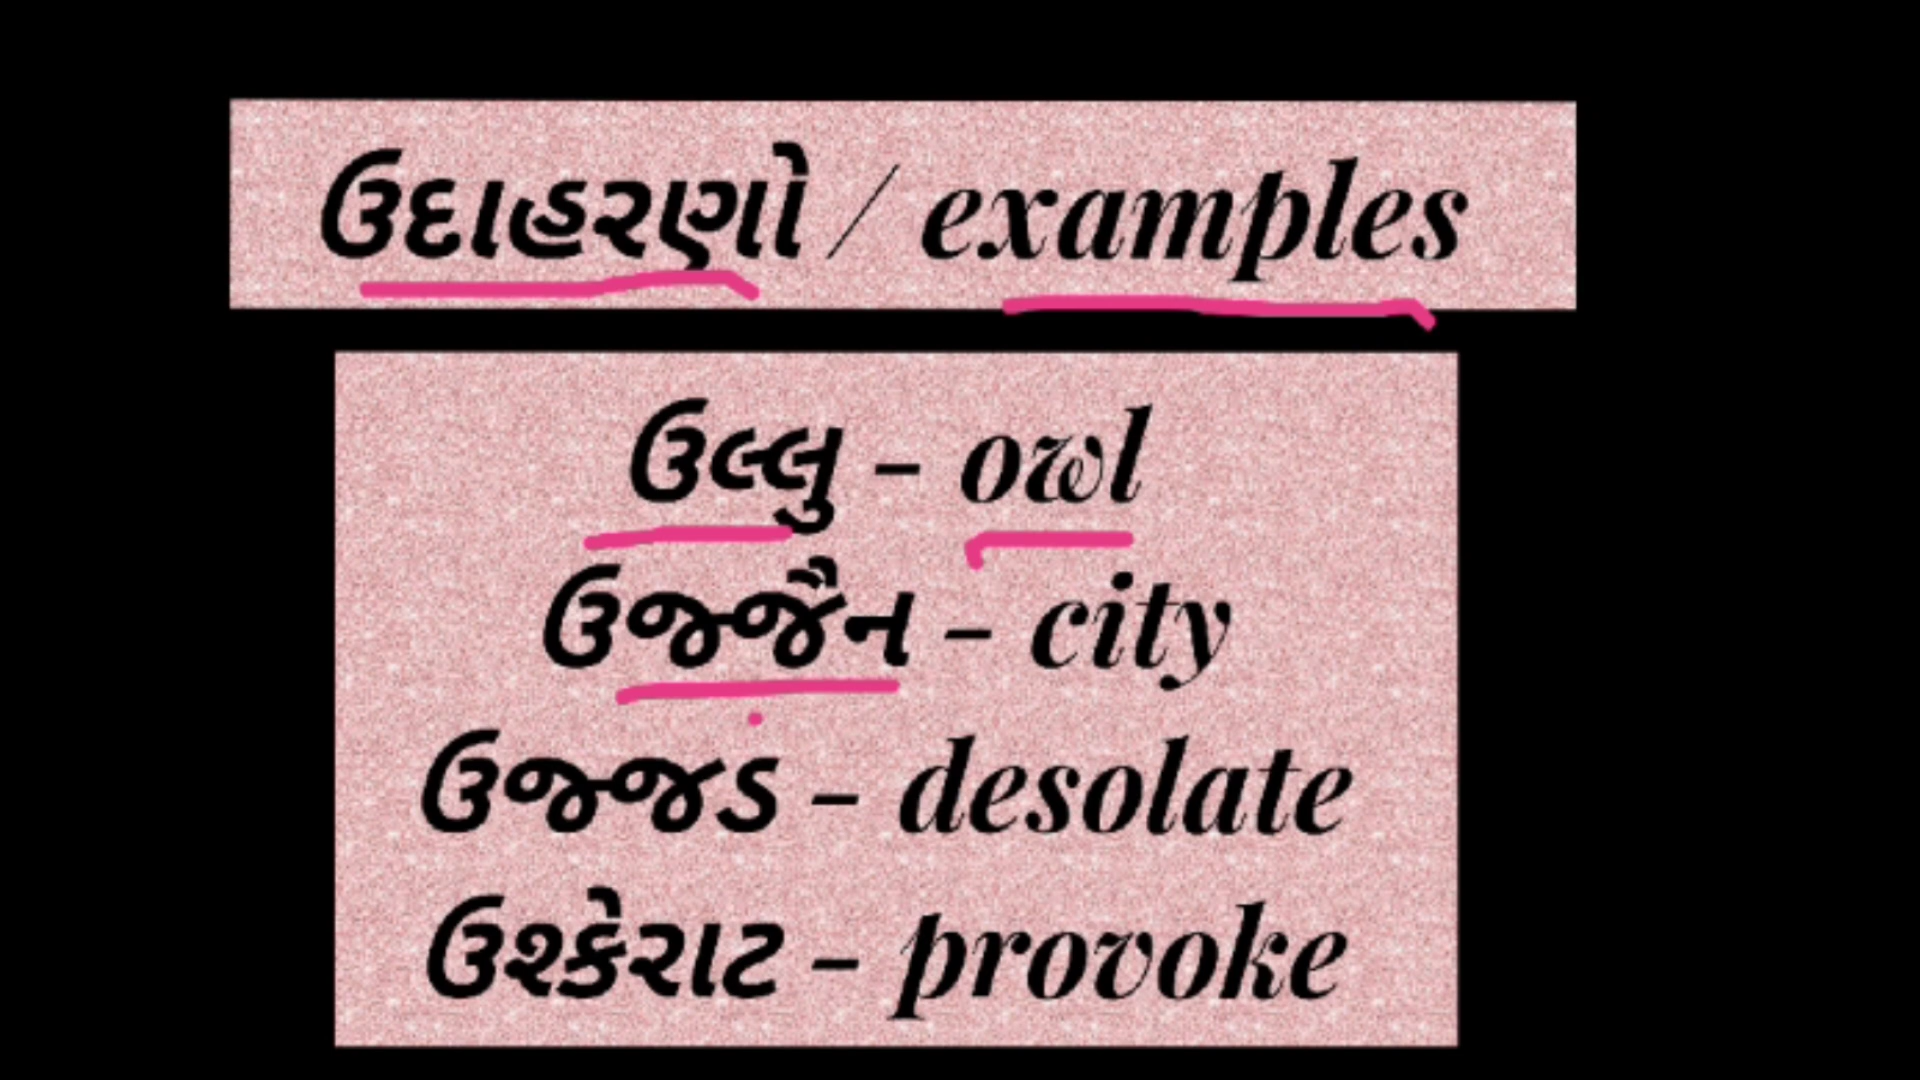 ઉદાહરણો / examples
ઉલ્લુ – owl
ઉજ્જૈન – city
ઉજ્જડ – desolate
ઉશ્કેરાટ – provoke